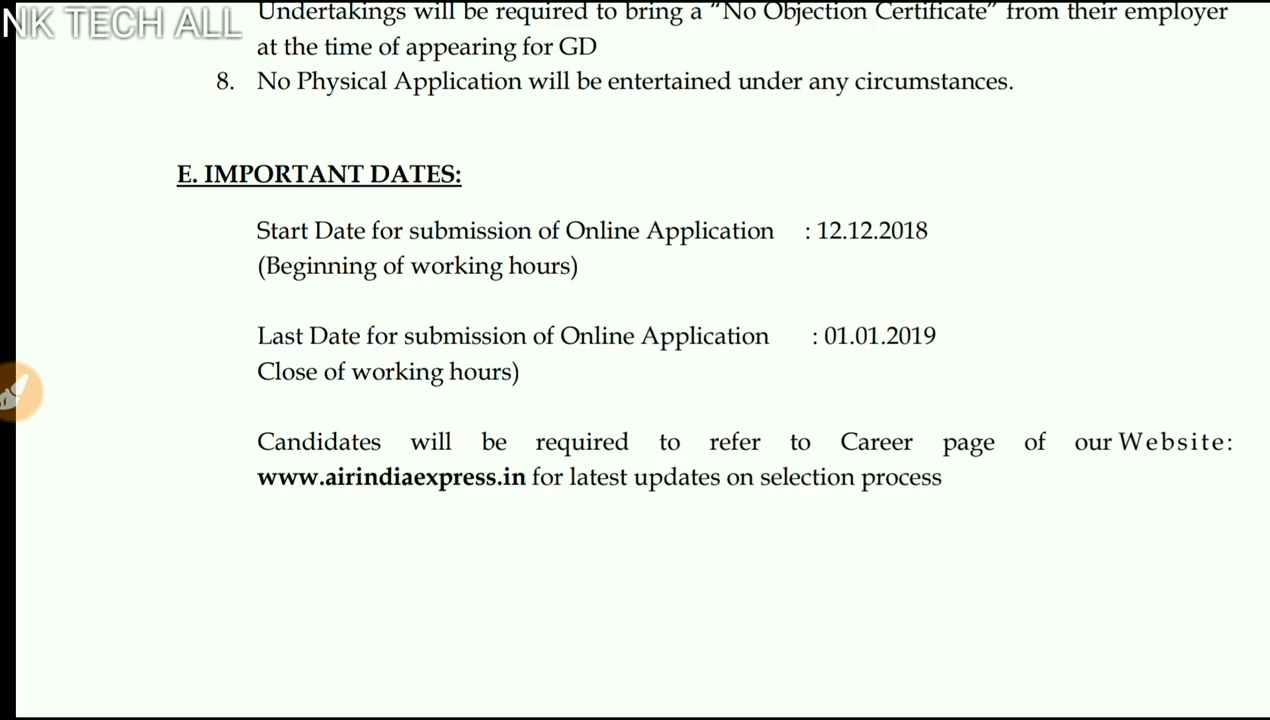 NK TECH ALL
Undertakings will be required to bring a “No Objection Certificate” from their employer
at the time of appearing for GD
8. No Physical Application will be entertained under any circumstances.
E. IMPORTANT DATES:
Start Date for submission of Online Application : 12.12.2018
(Beginning of working hours)
Last Date for submission of Online Application : 01.01.2019
Close of working hours)
Candidates will be required to refer to Career page of our Website:
www.airindiaexpress.in for latest updates on selection process